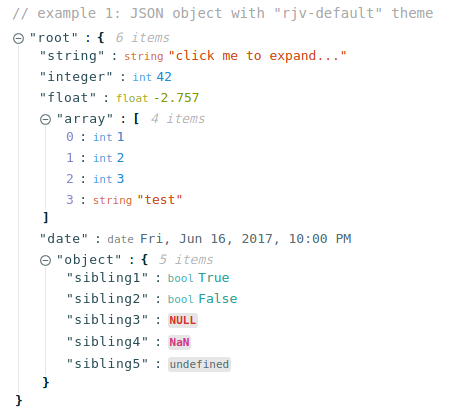 // example 1: JSON object with "rjv-default" theme
"root" : { 6 items
"string" : string "click me to expand..."
"integer" : int 42
"float" : float -2.757
"array" : [ 4 items
0 : int 1
1 : int 2
2 : int 3
3 : string "test"
]
"date" : date Fri, Jun 16, 2017, 10:00 PM
"object" : { 5 items
"sibling1" : bool True
"sibling2" : bool False
"sibling3" : NULL
"sibling4" : NaN
"sibling5" : undefined
}
}